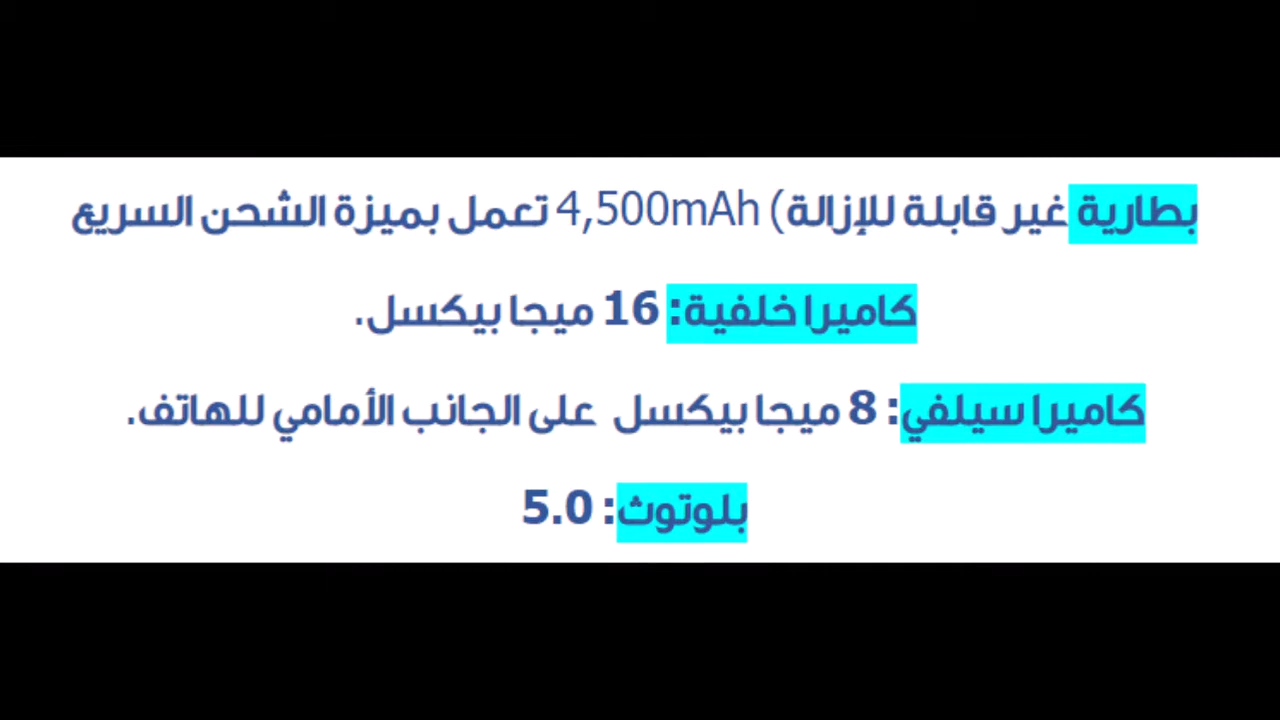 بطارية غير قابلة للإزالة) 4,500mAh تعمل بميزة الشحن السريع
كاميرا خلفية: 16 ميجا بيكسل.
كاميرا سيلفي: 8 ميجا بيكسل على الجانب الأمامي للهاتف.
بلوتوث: 5.0